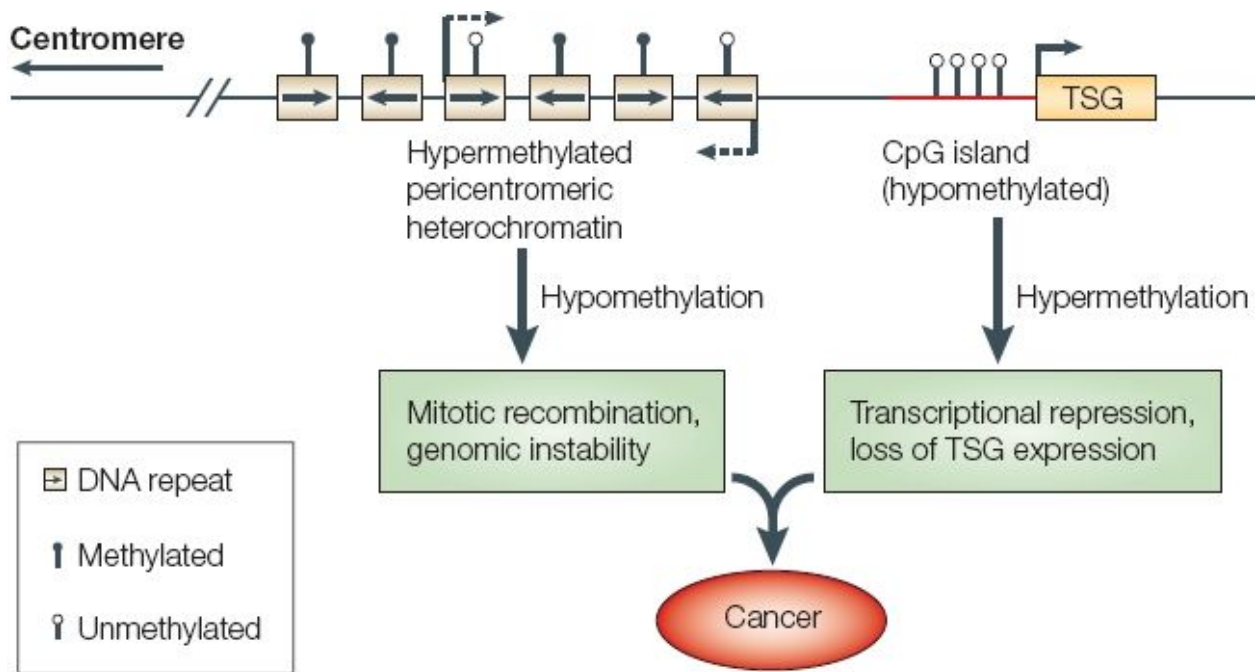 Centromere
TSG
Hypermethylated
pericentromeric
heterochromatin
CpG island
(hypomethylated)
Hypomethylation
Hypermethylation
Mitotic recombination,
genomic instability
Transcriptional repression,
loss of TSG expression
DNA repeat
Methylated
Unmethylated
Cancer